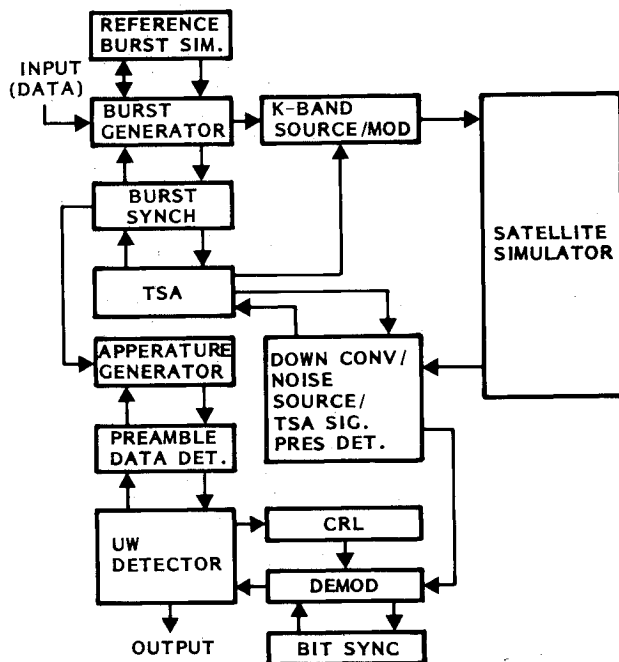 REFERENCE
BURST SIM.
INPUT
(DATA)
BURST
GENERATOR
K-BAND
SOURCE/MOD
BURST
SYNCH
SATELLITE
SIMULATOR
TSA
APPERATURE
GENERATOR
DOWN CONV/
NOISE
SOURCE/
TSA SIG.
PRES DET.
PREAMBLE
DATA DET.
UW
DETECTOR
CRL
DEMOD
OUTPUT
BIT SYNC